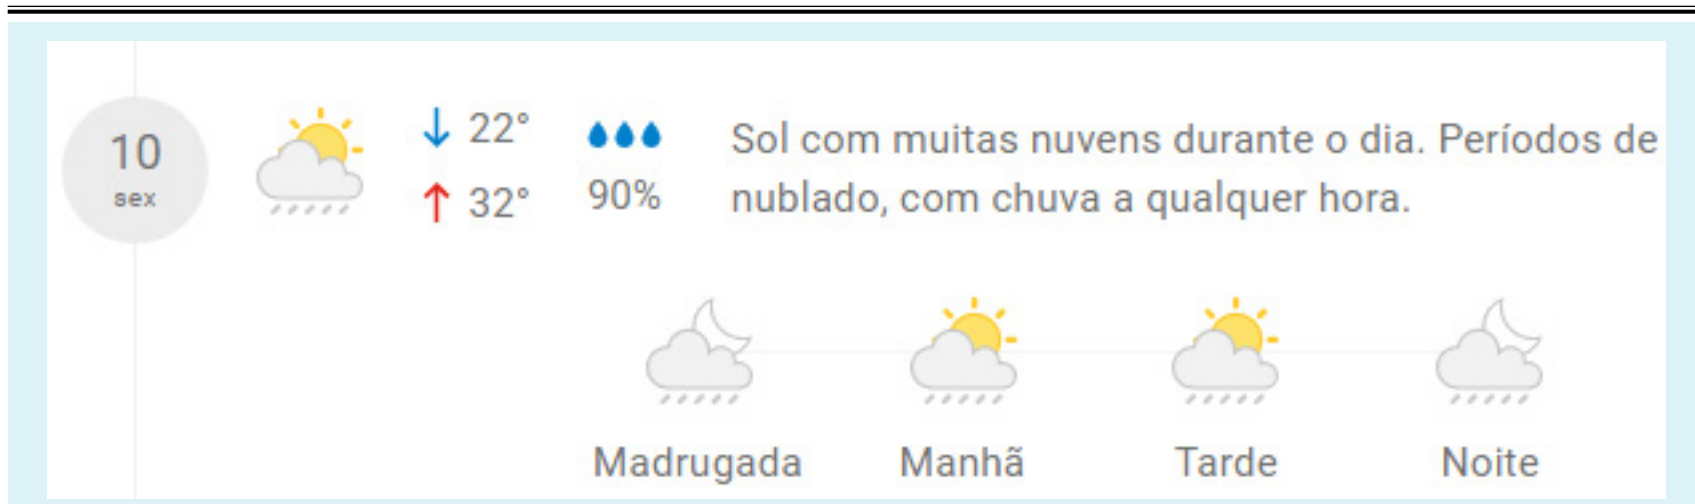 10
sex
↓ 22°
↑ 32°
90%
Sol com muitas nuvens durante o dia. Períodos de
nublado, com chuva a qualquer hora.
Madrugada Manhã Tarde Noite